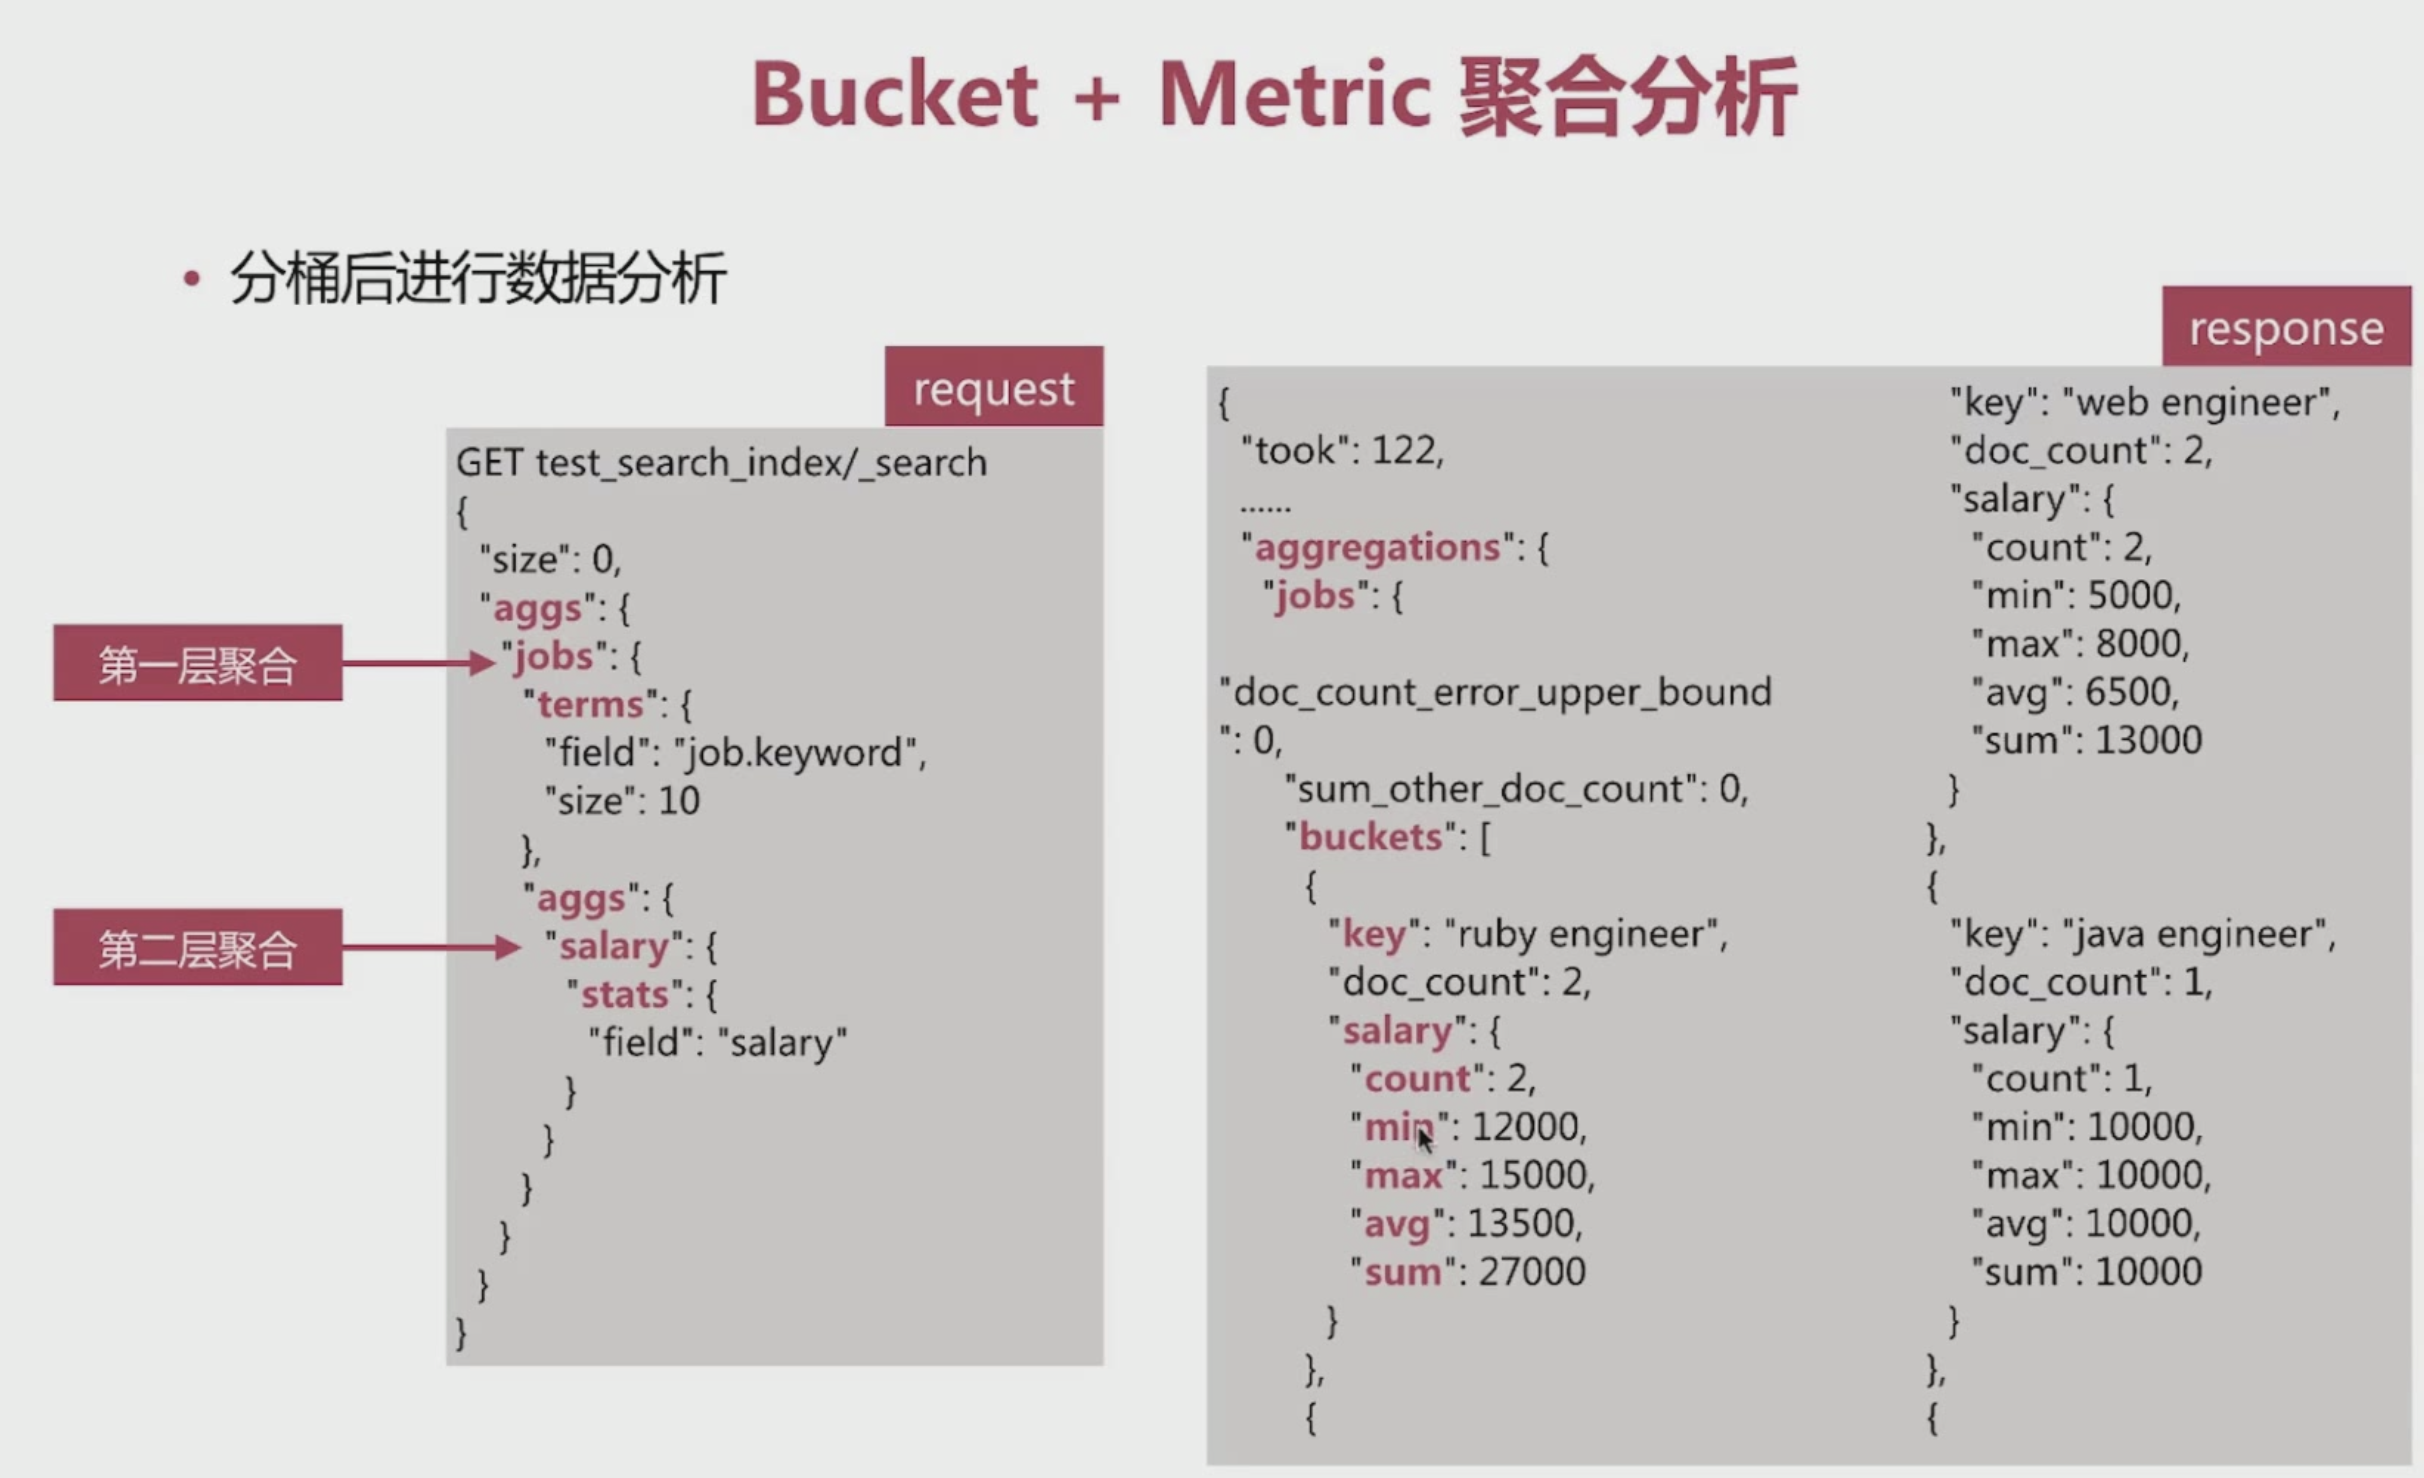 Bucket + Metric 聚合分析
• 分桶后进行数据分析
request
GET test_search_index/_search
{
"size": 0,
"aggs": {
第一层聚合
"jobs": {
"terms": {
"field": "job.keyword",
"size": 10
},
"aggs": {
第二层聚合
"salary": {
"stats": {
"field": "salary"
}
}
}
}
}
}
response
{
"took": 122,
......
"aggregations": {
"jobs": {
"doc_count_error_upper_bound
": 0,
"sum_other_doc_count": 0,
"buckets": [
{
"key": "ruby engineer",
"doc_count": 2,
"salary": {
"count": 2,
"min": 12000,
"max": 15000,
"avg": 13500,
"sum": 27000
}
},
{
"key": "web engineer",
"doc_count": 2,
"salary": {
"count": 2,
"min": 5000,
"max": 8000,
"avg": 6500,
"sum": 13000
}
},
{
"key": "java engineer",
"doc_count": 1,
"salary": {
"count": 1,
"min": 10000,
"max": 10000,
"avg": 10000,
"sum": 10000
}
},
{